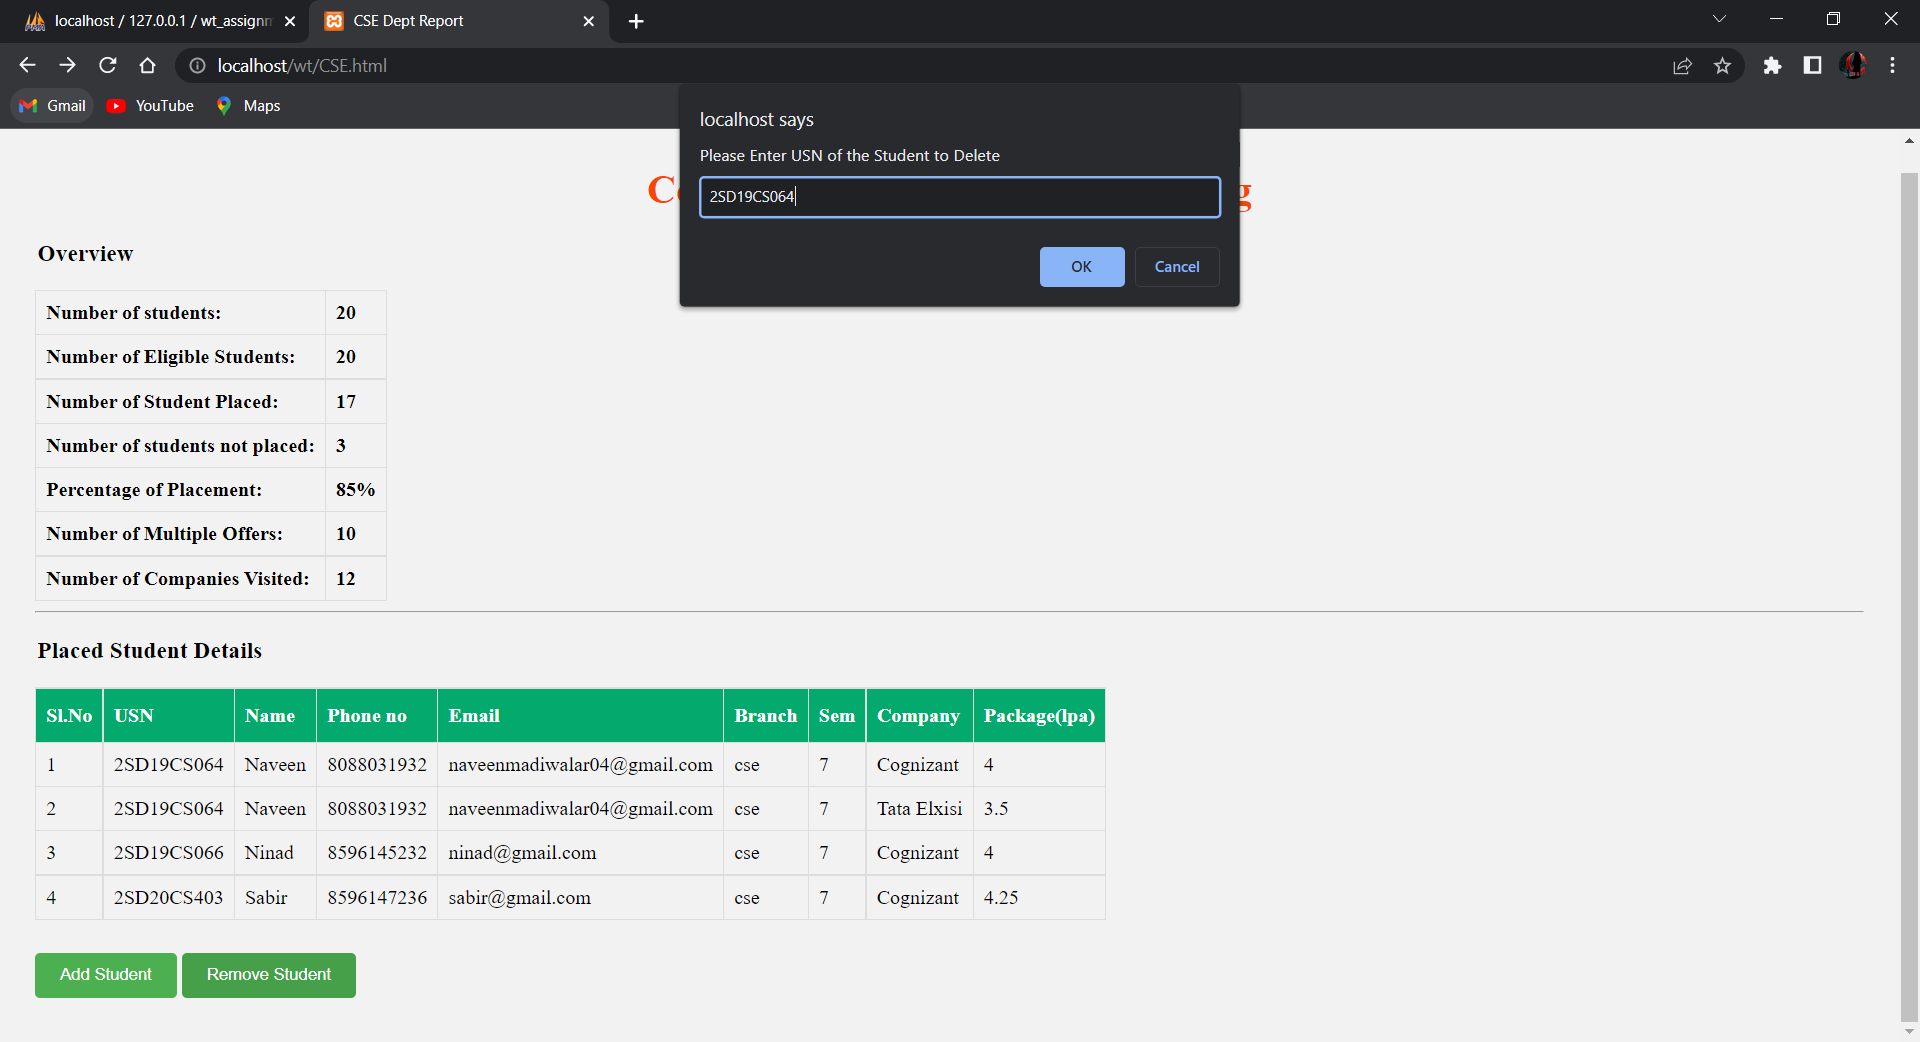 localhost / 127.0.0.1 / wt_assignm
CSE Dept Report
localhost/wt/CSE.html
Gmail
YouTube
Maps
localhost says
Please Enter USN of the Student to Delete
2SD19CS064
OK
Cancel
Overview
Number of students: 20
Number of Eligible Students: 20
Number of Student Placed: 17
Number of students not placed: 3
Percentage of Placement: 85%
Number of Multiple Offers: 10
Number of Companies Visited: 12
Placed Student Details
Sl.No USN Name Phone no Email Branch Sem Company Package(lpa)
1 2SD19CS064 Naveen 8088031932 naveenmadiwalar04@gmail.com cse 7 Cognizant 4
2 2SD19CS064 Naveen 8088031932 naveenmadiwalar04@gmail.com cse 7 Tata Elxisi 3.5
3 2SD19CS066 Ninad 8596145232 ninad@gmail.com cse 7 Cognizant 4
4 2SD20CS403 Sabir 8596147236 sabir@gmail.com cse 7 Cognizant 4.25
Add Student
Remove Student